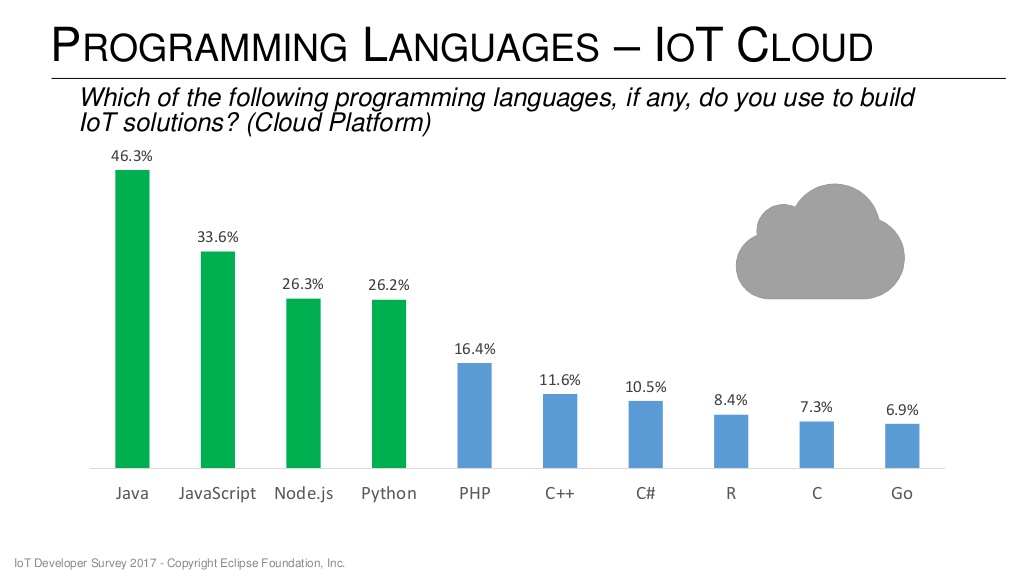 PROGRAMMING LANGUAGES – IOT CLOUD
Which of the following programming languages, if any, do you use to build
IoT solutions? (Cloud Platform)
46.3%
33.6%
26.3%
26.2%
16.4%
11.6%
10.5%
8.4%
7.3%
6.9%
Java JavaScript Node.js Python PHP C++ C# R C Go
IoT Developer Survey 2017 - Copyright Eclipse Foundation, Inc.